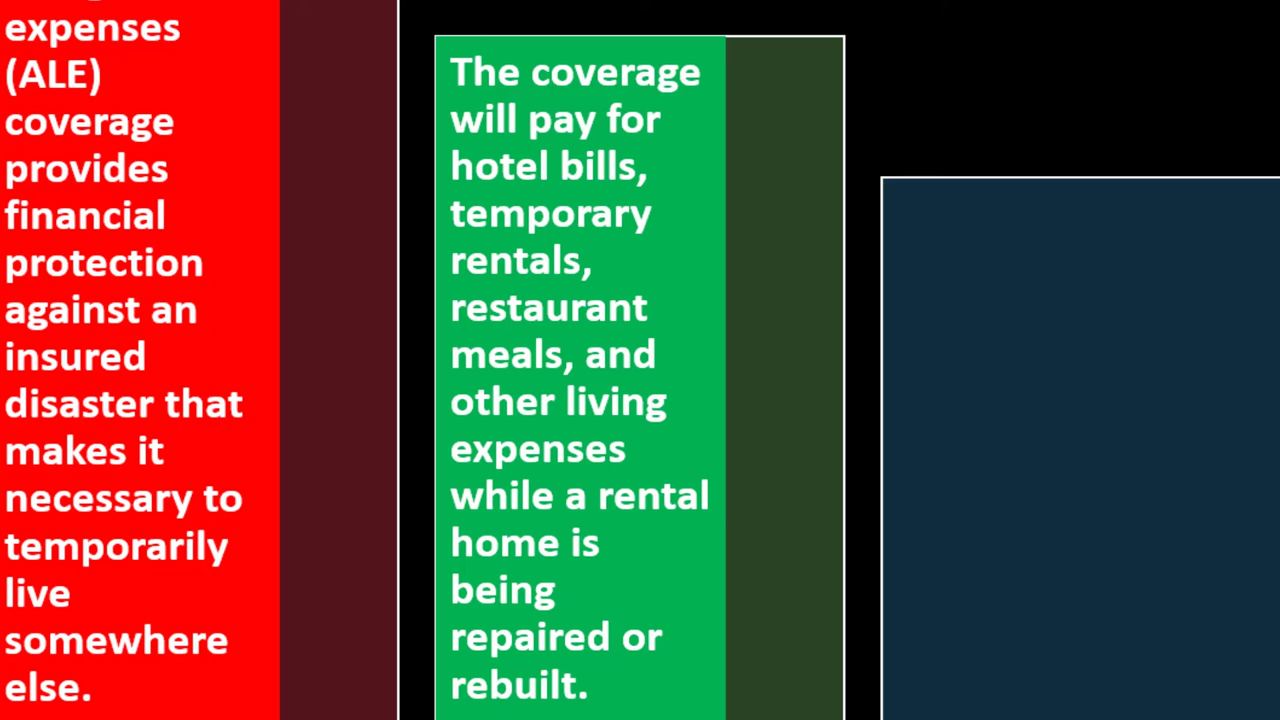 expenses
(ALE)
coverage
provides
financial
protection
against an
insured
disaster that
makes it
necessary to
temporarily
live
somewhere
else.
The coverage
will pay for
hotel bills,
temporary
rentals,
restaurant
meals, and
other living
expenses
while a rental
home is
being
repaired or
rebuilt.